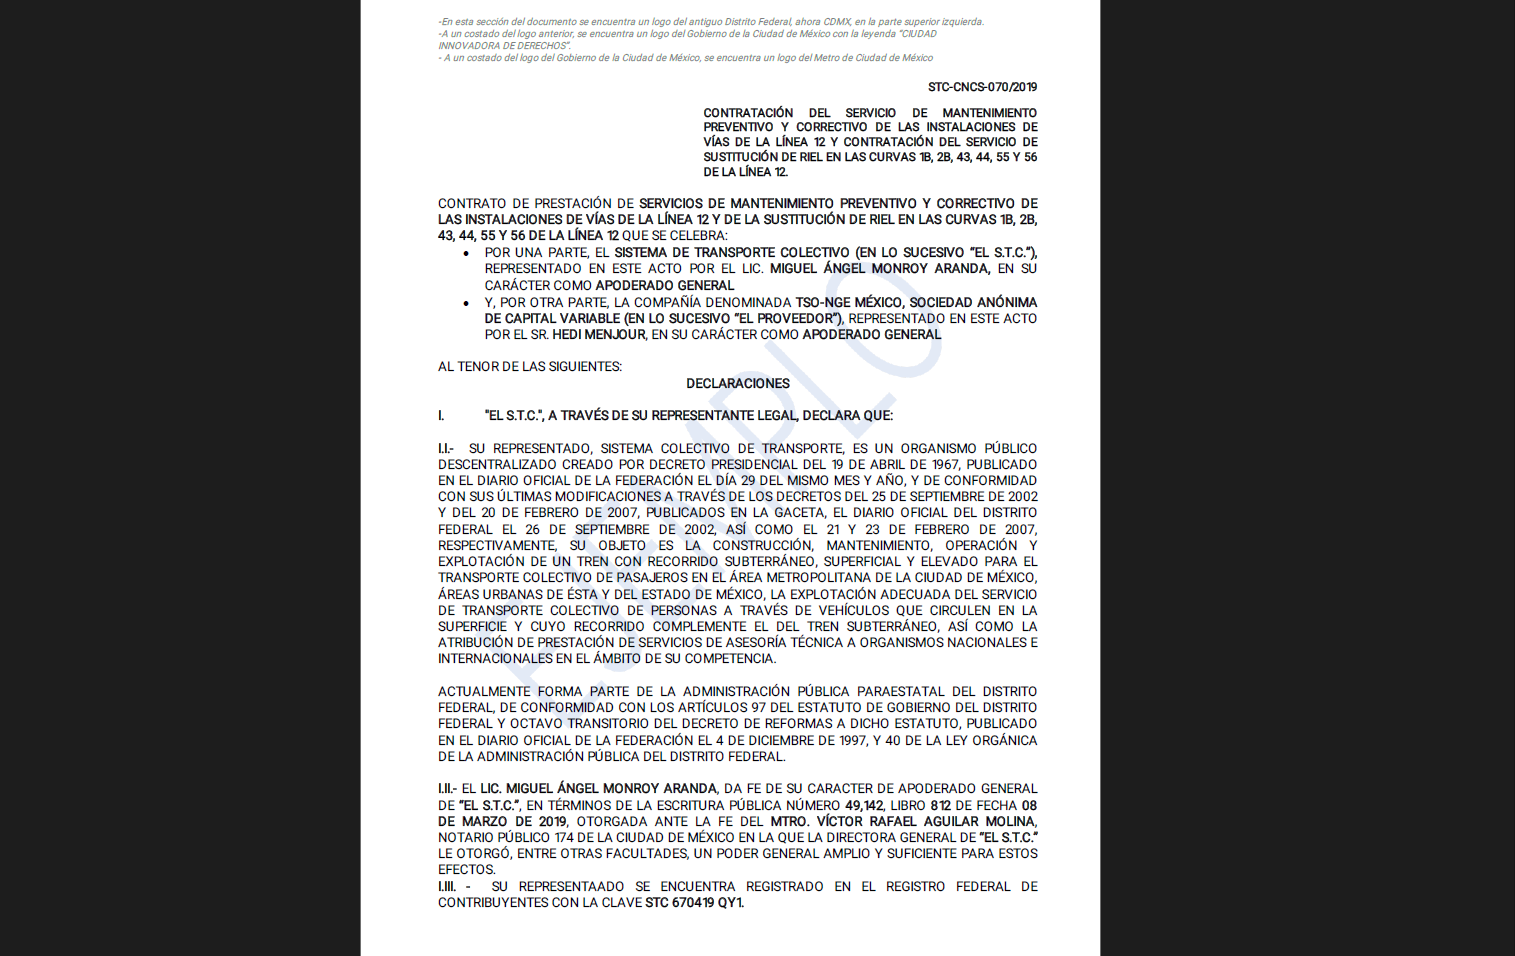 -En esta sección del documento se encuentra un logo del antiguo Distrito Federal, ahora CDMX, en la parte superior izquierda.
-A un costado del logo anterior, se encuentra un logo del Gobierno de la Ciudad de México con la leyenda “CIUDAD
INNOVADORA DE DERECHOS”.
- A un costado del logo del Gobierno de la Ciudad de México, se encuentra un logo del Metro de Ciudad de México
STC-CNCS-070/2019
CONTRATACIÓN DEL SERVICIO DE MANTENIMIENTO
PREVENTIVO Y CORRECTIVO DE LAS INSTALACIONES DE
VÍAS DE LA LÍNEA 12 Y CONTRATACIÓN DEL SERVICIO DE
SUSTITUCIÓN DE RIEL EN LAS CURVAS 1B, 2B, 43, 44, 55 Y 56
DE LA LÍNEA 12.
CONTRATO DE PRESTACIÓN DE SERVICIOS DE MANTENIMIENTO PREVENTIVO Y CORRECTIVO DE
LAS INSTALACIONES DE VÍAS DE LA LÍNEA 12 Y DE LA SUSTITUCIÓN DE RIEL EN LAS CURVAS 1B, 2B,
43, 44, 55 Y 56 DE LA LÍNEA 12 QUE SE CELEBRA:
• POR UNA PARTE, EL SISTEMA DE TRANSPORTE COLECTIVO (EN LO SUCESIVO “EL S.T.C.”),
REPRESENTADO EN ESTE ACTO POR EL LIC. MIGUEL ÁNGEL MONROY ARANDA, EN SU
CARÁCTER COMO APODERADO GENERAL
• Y, POR OTRA PARTE, LA COMPAÑÍA DENOMINADA TSO-NGE MÉXICO, SOCIEDAD ANÓNIMA
DE CAPITAL VARIABLE (EN LO SUCESIVO “EL PROVEEDOR”), REPRESENTADO EN ESTE ACTO
POR EL SR. HEDI MENJOUR, EN SU CARÁCTER COMO APODERADO GENERAL
AL TENOR DE LAS SIGUIENTES:
DECLARACIONES
I. "EL S.T.C.", A TRAVÉS DE SU REPRESENTANTE LEGAL, DECLARA QUE:
I.I.- SU REPRESENTADO, SISTEMA COLECTIVO DE TRANSPORTE, ES UN ORGANISMO PÚBLICO
DESCENTRALIZADO CREADO POR DECRETO PRESIDENCIAL DEL 19 DE ABRIL DE 1967, PUBLICADO
EN EL DIARIO OFICIAL DE LA FEDERACIÓN EL DÍA 29 DEL MISMO MES Y AÑO, Y DE CONFORMIDAD
CON SUS ÚLTIMAS MODIFICACIONES A TRAVÉS DE LOS DECRETOS DEL 25 DE SEPTIEMBRE DE 2002
Y DEL 20 DE FEBRERO DE 2007, PUBLICADOS EN LA GACETA, EL DIARIO OFICIAL DEL DISTRITO
FEDERAL EL 26 DE SEPTIEMBRE DE 2002, ASÍ COMO EL 21 Y 23 DE FEBRERO DE 2007,
RESPECTIVAMENTE, SU OBJETO ES LA CONSTRUCCIÓN, MANTENIMIENTO, OPERACIÓN Y
EXPLOTACIÓN DE UN TREN CON RECORRIDO SUBTERRÁNEO, SUPERFICIAL Y ELEVADO PARA EL
TRANSPORTE COLECTIVO DE PASAJEROS EN EL ÁREA METROPOLITANA DE LA CIUDAD DE MÉXICO,
ÁREAS URBANAS DE ÉSTA Y DEL ESTADO DE MÉXICO, LA EXPLOTACIÓN ADECUADA DEL SERVICIO
DE TRANSPORTE COLECTIVO DE PERSONAS A TRAVÉS DE VEHÍCULOS QUE CIRCULEN EN LA
SUPERFICIE Y CUYO RECORRIDO COMPLEMENTE EL DEL TREN SUBTERRÁNEO, ASÍ COMO LA
ATRIBUCIÓN DE PRESTACIÓN DE SERVICIOS DE ASESORÍA TÉCNICA A ORGANISMOS NACIONALES E
INTERNACIONALES EN EL ÁMBITO DE SU COMPETENCIA.
ACTUALMENTE FORMA PARTE DE LA ADMINISTRACIÓN PÚBLICA PARAESTATAL DEL DISTRITO
FEDERAL, DE CONFORMIDAD CON LOS ARTÍCULOS 97 DEL ESTATUTO DE GOBIERNO DEL DISTRITO
FEDERAL Y OCTAVO TRANSITORIO DEL DECRETO DE REFORMAS A DICHO ESTATUTO, PUBLICADO
EN EL DIARIO OFICIAL DE LA FEDERACIÓN EL 4 DE DICIEMBRE DE 1997, Y 40 DE LA LEY ORGÁNICA
DE LA ADMINISTRACIÓN PÚBLICA DEL DISTRITO FEDERAL.
I.II.- EL LIC. MIGUEL ÁNGEL MONROY ARANDA, DA FE DE SU CARACTER DE APODERADO GENERAL
DE “EL S.T.C.”, EN TÉRMINOS DE LA ESCRITURA PÚBLICA NÚMERO 49,142, LIBRO 812 DE FECHA 08
DE MARZO DE 2019, OTORGADA ANTE LA FE DEL MTRO. VÍCTOR RAFAEL AGUILAR MOLINA,
NOTARIO PÚBLICO 174 DE LA CIUDAD DE MÉXICO EN LA QUE LA DIRECTORA GENERAL DE “EL S.T.C.”
LE OTORGÓ, ENTRE OTRAS FACULTADES, UN PODER GENERAL AMPLIO Y SUFICIENTE PARA ESTOS
EFECTOS.
I.III. - SU REPRESENTAADO SE ENCUENTRA REGISTRADO EN EL REGISTRO FEDERAL DE
CONTRIBUYENTES CON LA CLAVE STC 670419 QY1.
EJEMPLO